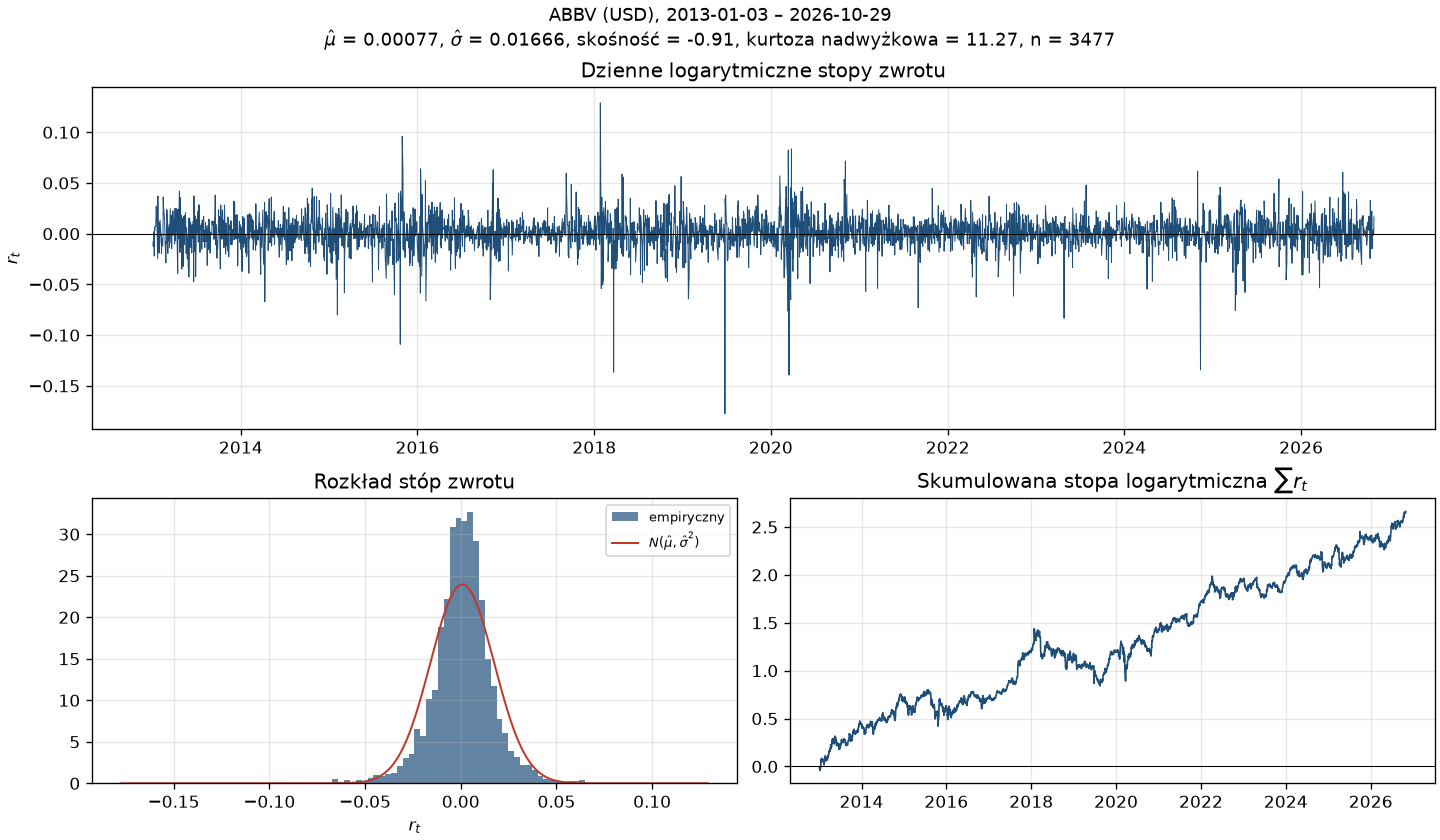 ABBV (USD), 2013-01-03 – 2026-10-29
μ̂ = 0.00077, σ̂ = 0.01666, skośność = -0.91, kurtoza nadwyżkowa = 11.27, n = 3477
Dzienne logarytmiczne stopy zwrotu
0.10
0.05
0.00
−0.05
−0.10
−0.15
r_t
2014 2016 2018 2020 2022 2024 2026
Rozkład stóp zwrotu
30
25
20
15
10
5
0
empiryczny
N(μ̂, σ̂²)
−0.15 −0.10 −0.05 0.00 0.05 0.10
r_t
Skumulowana stopa logarytmiczna ∑r_t
2.5
2.0
1.5
1.0
0.5
0.0
2014 2016 2018 2020 2022 2024 2026